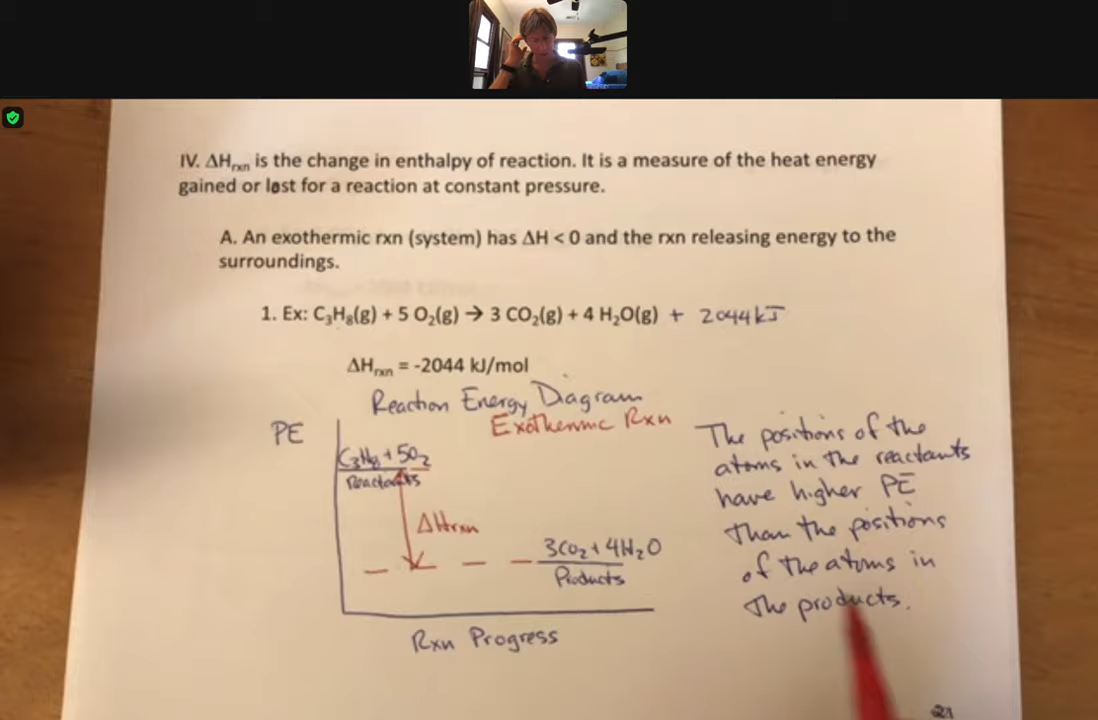 IV. ΔHrxn is the change in enthalpy of reaction. It is a measure of the heat energy
gained or lost for a reaction at constant pressure.
A. An exothermic rxn (system) has ΔH < 0 and the rxn releasing energy to the
surroundings.
1. Ex: C₃H₈(g) + 5 O₂(g) → 3 CO₂(g) + 4 H₂O(g) + 2044 kJ
ΔHrxn = -2044 kJ/mol
Reaction Energy Diagram
Exothermic Rxn
PE
C₃H₈ + 5O₂
Reactants
ΔHrxn
3CO₂ + 4H₂O
Products
Rxn Progress
The positions of the
atoms in the reactants
have higher PE
than the positions
of the atoms in
the products.
21